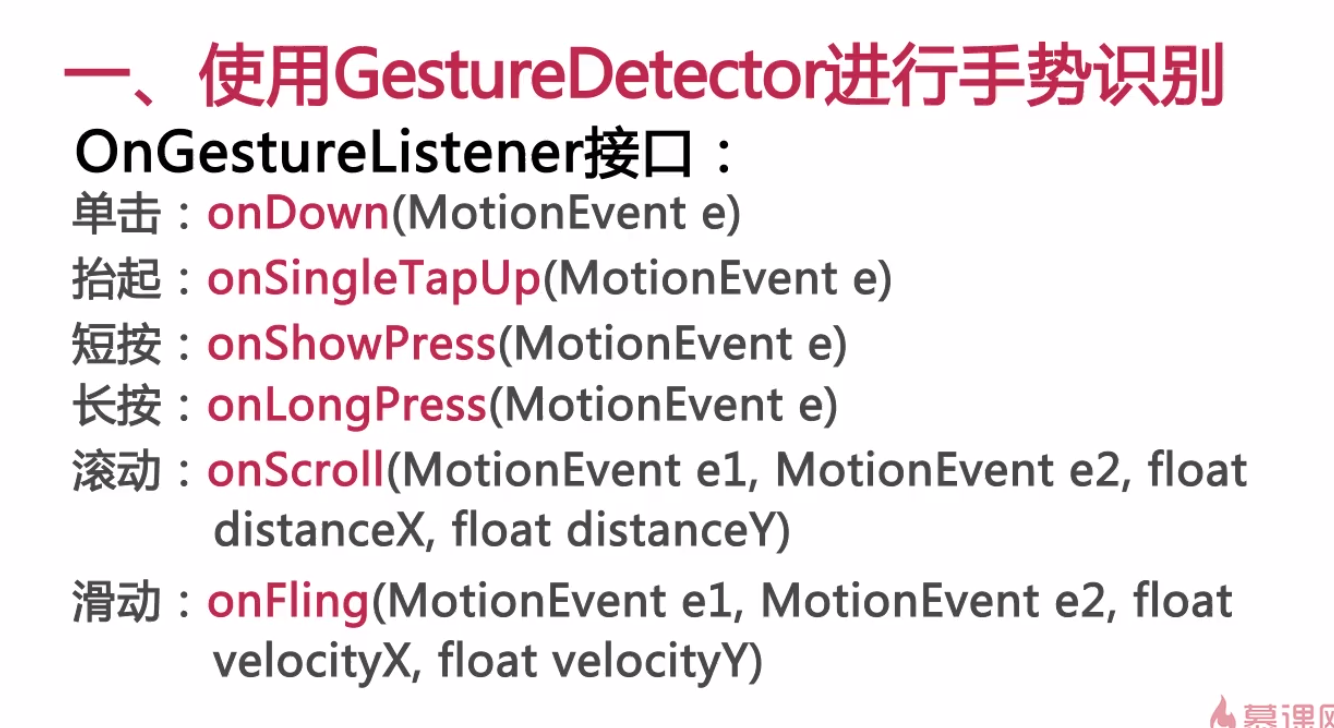 一、使用GestureDetector进行手势识别
OnGestureListener接口：
单击：onDown(MotionEvent e)
抬起：onSingleTapUp(MotionEvent e)
短按：onShowPress(MotionEvent e)
长按：onLongPress(MotionEvent e)
滚动：onScroll(MotionEvent e1, MotionEvent e2, float
distanceX, float distanceY)
滑动：onFling(MotionEvent e1, MotionEvent e2, float
velocityX, float velocityY)
慕课网